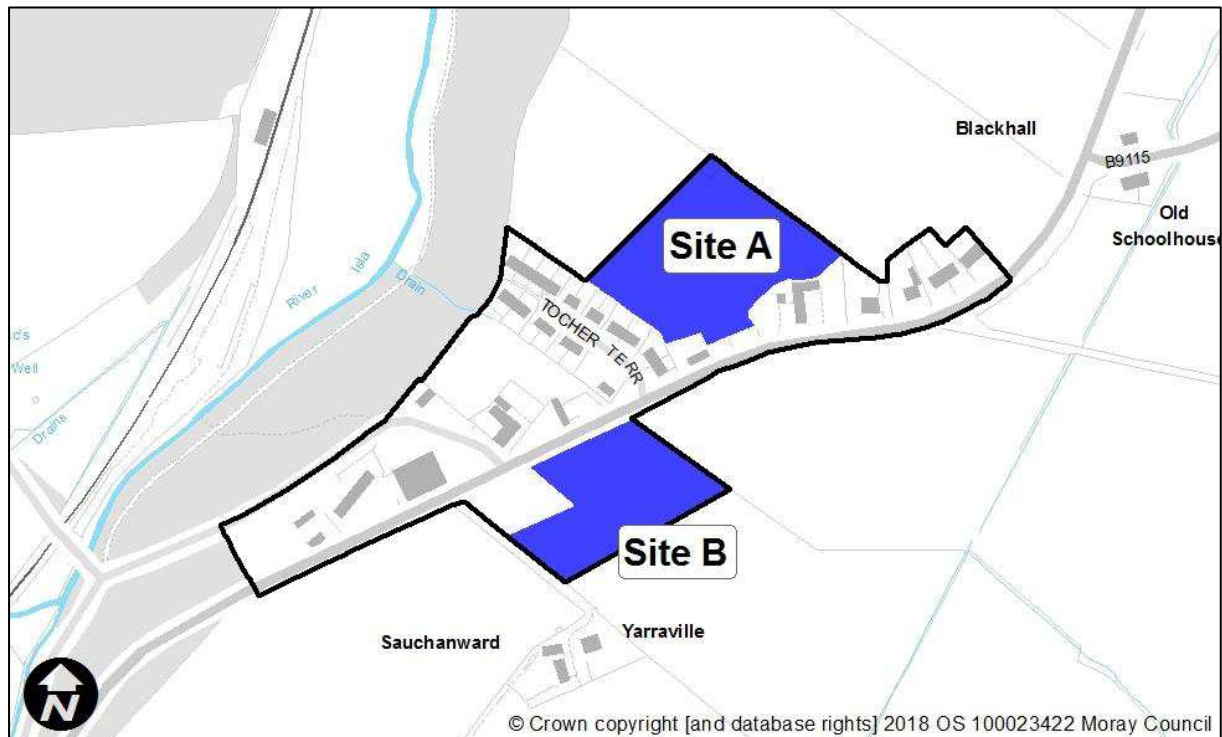 Blackhall
B9115
Old
Schoolhouse
Site A
River Isla
Drain
TOCHER TERR
Well
Drains
Site B
Yarraville
Sauchanward
N
© Crown copyright [and database rights] 2018 OS 100023422 Moray Council